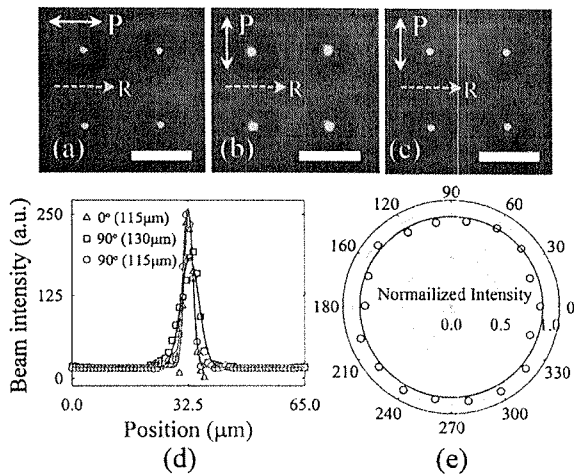 P P P
R R R
(a) (b) (c)
Beam intensity (a.u.)
250
125
0
0° (115μm)
90° (130μm)
90° (115μm)
0.0 32.5 65.0
Position (μm)
(d)
90
120 60
160 30
180 0
210 330
240 300
270
Normailized Intensity
0.0 0.5 1.0
(e)